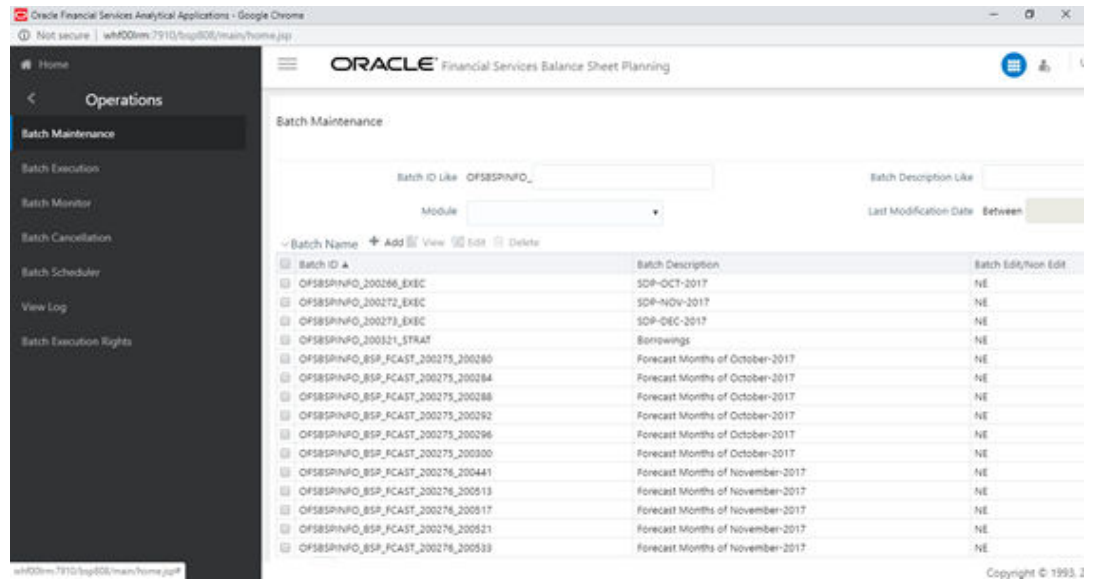 Oracle Financial Services Analytical Applications - Google Chrome
Not secure | whf00lrm:7910/bsp808/main/home.jsp
Home
ORACLE Financial Services Balance Sheet Planning
Operations
Batch Maintenance
Batch Execution
Batch Monitor
Batch Cancellation
Batch Scheduler
View Log
Batch Execution Rights
Batch Maintenance
Batch ID Like OFSBSPINFO_ Batch Description Like
Module Last Modification Date Between
Batch Name Add View Edit Delete
Batch ID Batch Description Batch Edit/Non Edit
OFSBSPINFO_200266_EXEC SDP-OCT-2017 NE
OFSBSPINFO_200272_EXEC SDP-NOV-2017 NE
OFSBSPINFO_200273_EXEC SDP-DEC-2017 NE
OFSBSPINFO_200321_STRAT Borrowings NE
OFSBSPINFO_BSP_FCAST_200275_200280 Forecast Months of October-2017 NE
OFSBSPINFO_BSP_FCAST_200275_200284 Forecast Months of October-2017 NE
OFSBSPINFO_BSP_FCAST_200275_200288 Forecast Months of October-2017 NE
OFSBSPINFO_BSP_FCAST_200275_200292 Forecast Months of October-2017 NE
OFSBSPINFO_BSP_FCAST_200275_200296 Forecast Months of October-2017 NE
OFSBSPINFO_BSP_FCAST_200275_200300 Forecast Months of October-2017 NE
OFSBSPINFO_BSP_FCAST_200276_200441 Forecast Months of November-2017 NE
OFSBSPINFO_BSP_FCAST_200276_200513 Forecast Months of November-2017 NE
OFSBSPINFO_BSP_FCAST_200276_200517 Forecast Months of November-2017 NE
OFSBSPINFO_BSP_FCAST_200276_200521 Forecast Months of November-2017 NE
OFSBSPINFO_BSP_FCAST_200276_200533 Forecast Months of November-2017 NE
whf00lrm:7910/bsp808/main/home.jsp#
Copyright © 1993, 2